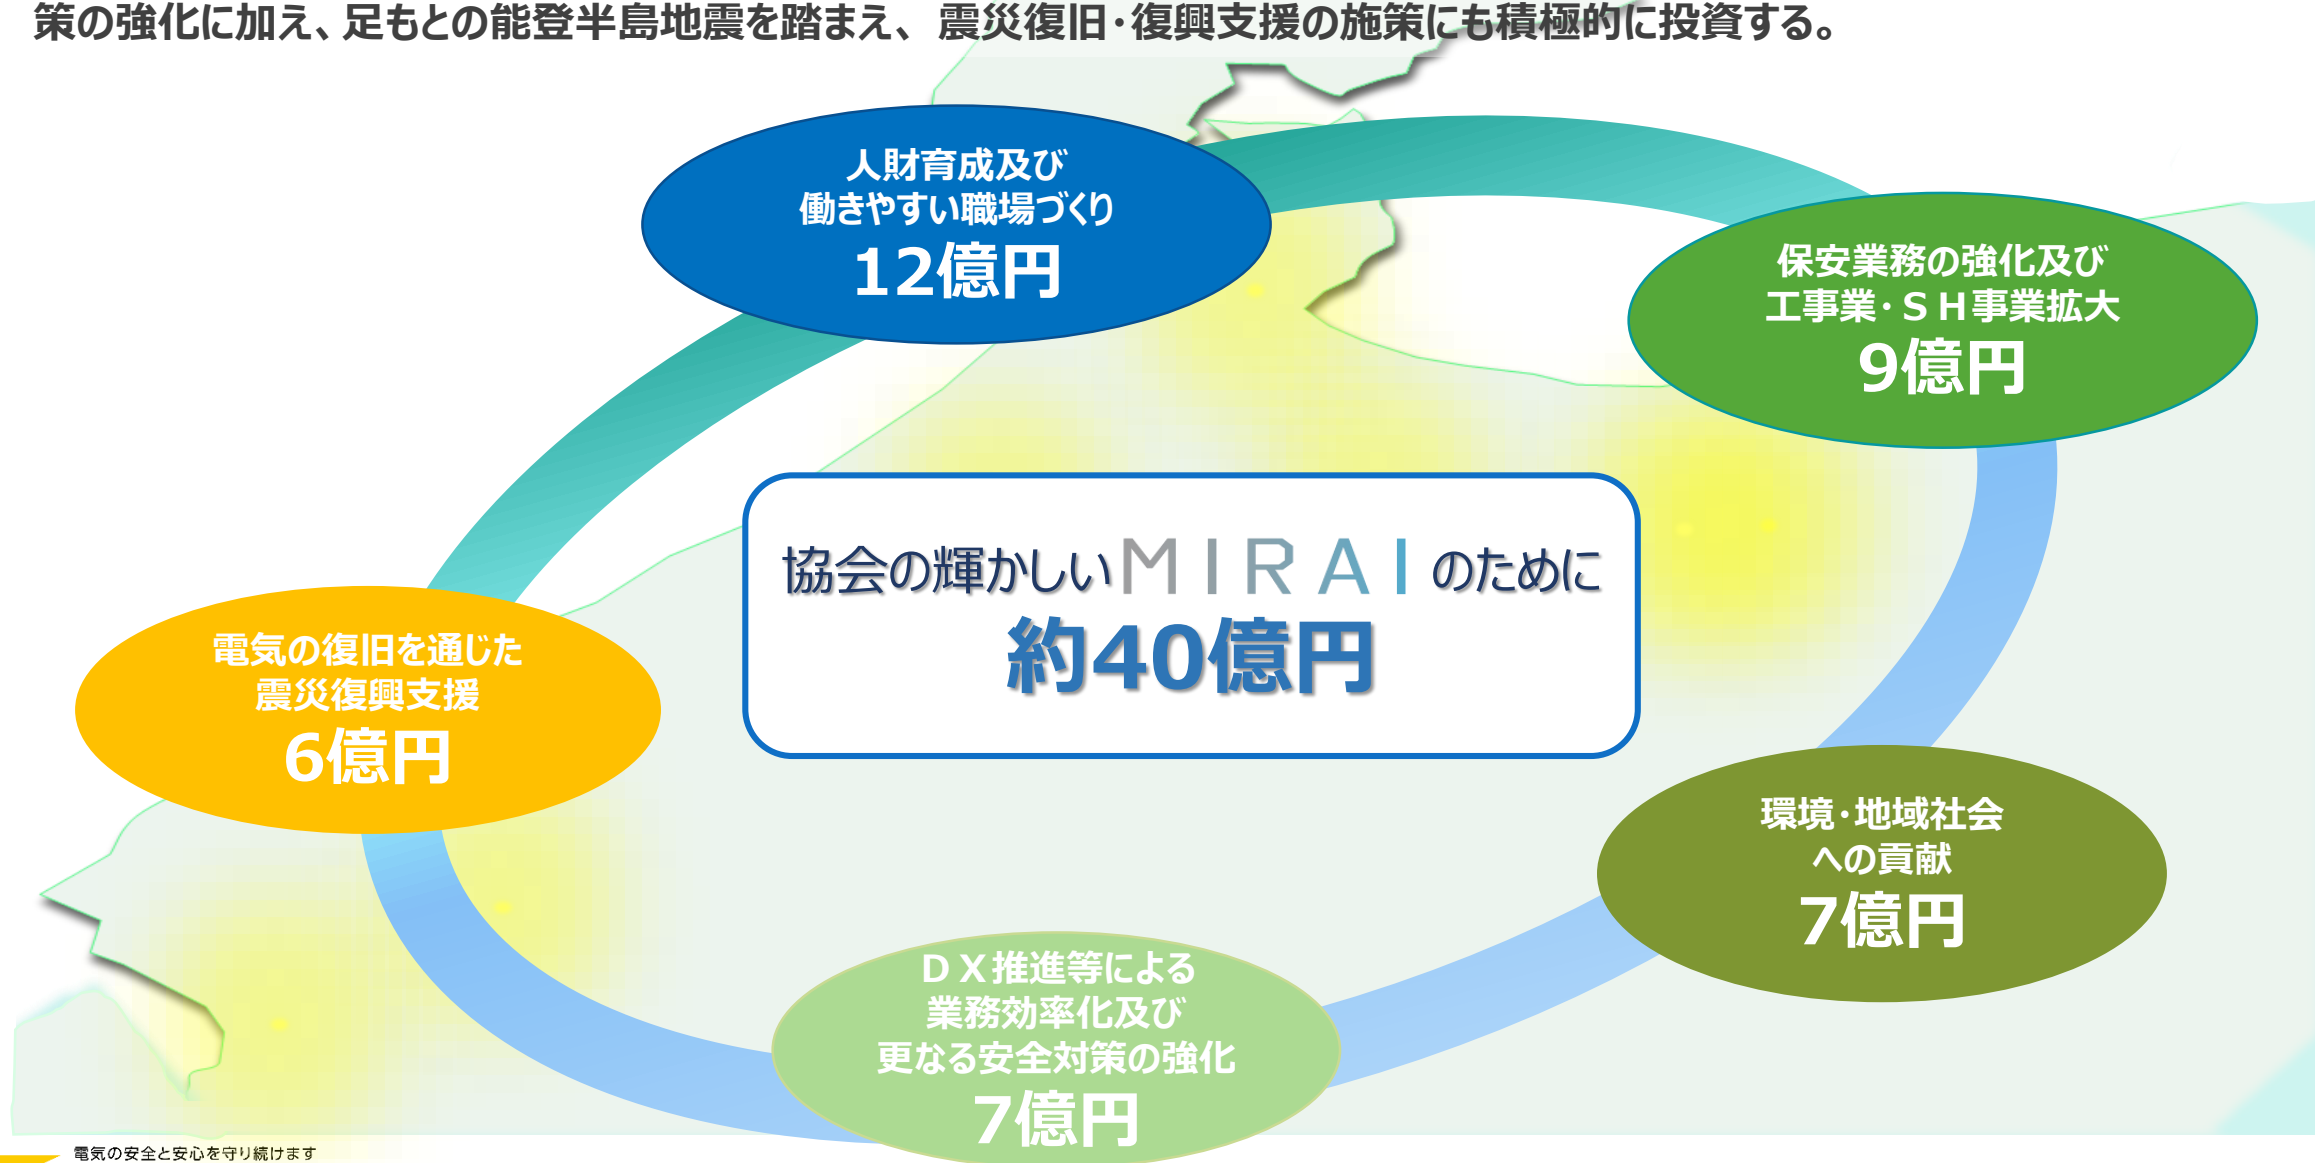 策の強化に加え、足もとの能登半島地震を踏まえ、震災復旧・復興支援の施策にも積極的に投資する。
人財育成及び
働きやすい職場づくり
12億円
保安業務の強化及び
工事業・ＳＨ事業拡大
9億円
協会の輝かしいＭＩＲＡＩのために
約40億円
電気の復旧を通じた
震災復興支援
6億円
環境・地域社会
への貢献
7億円
ＤＸ推進等による
業務効率化及び
更なる安全対策の強化
7億円
電気の安全と安心を守り続けます